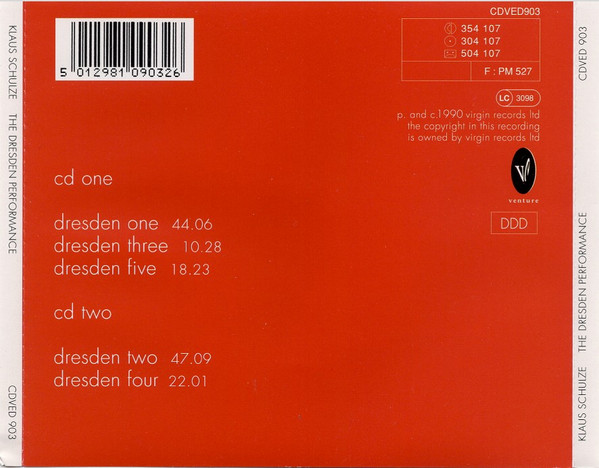 KLAUS SCHULZE THE DRESDEN PERFORMANCE
CDVED 903
5 012981 090326
CDVED903
354 107
304 107
504 107
F : PM 527
LC 3098
p. and c.1990 virgin records ltd
the copyright in this recording
is owned by virgin records ltd
V
venture
DDD
cd one
dresden one 44.06
dresden three 10.28
dresden five 18.23
cd two
dresden two 47.09
dresden four 22.01
CDVED 903
KLAUS SCHULZE THE DRESDEN PERFORMANCE